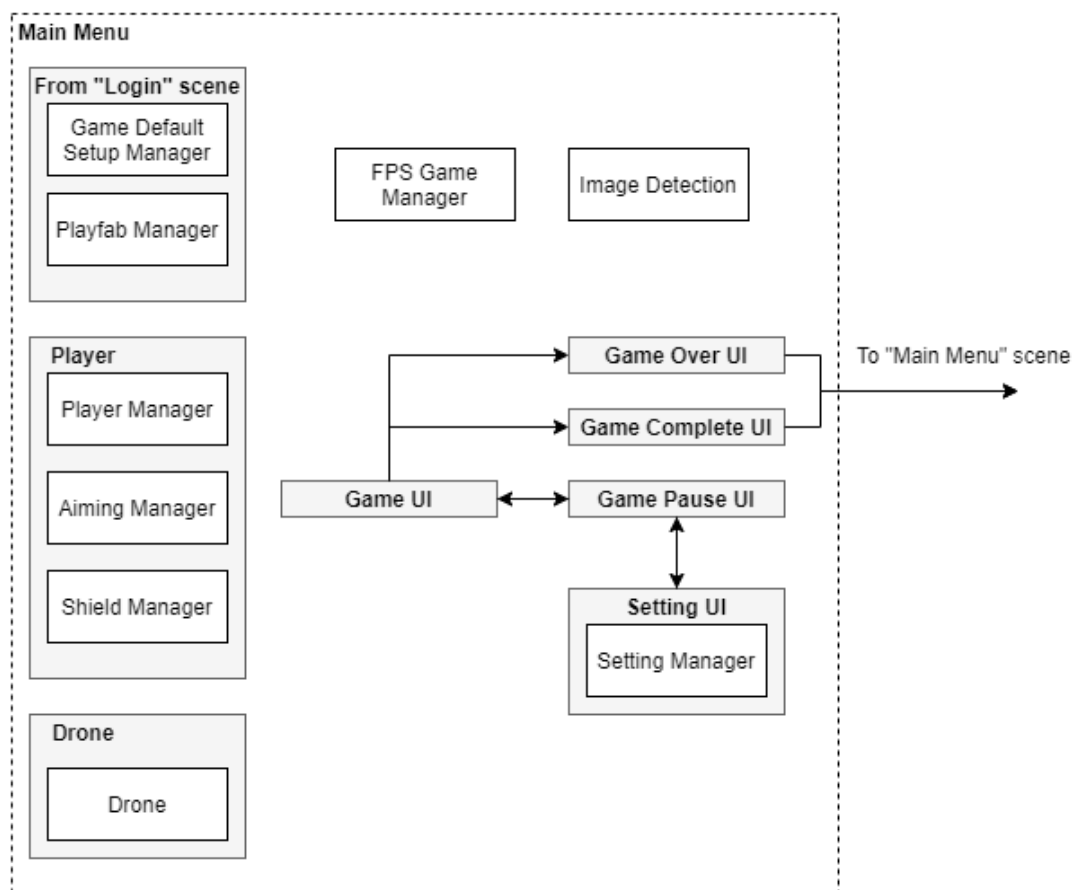 Main Menu
From "Login" scene
Game Default
Setup Manager
Playfab Manager
FPS Game
Manager
Image Detection
Player
Player Manager
Aiming Manager
Shield Manager
Game Over UI
To "Main Menu" scene
Game Complete UI
Game UI
Game Pause UI
Setting UI
Setting Manager
Drone
Drone